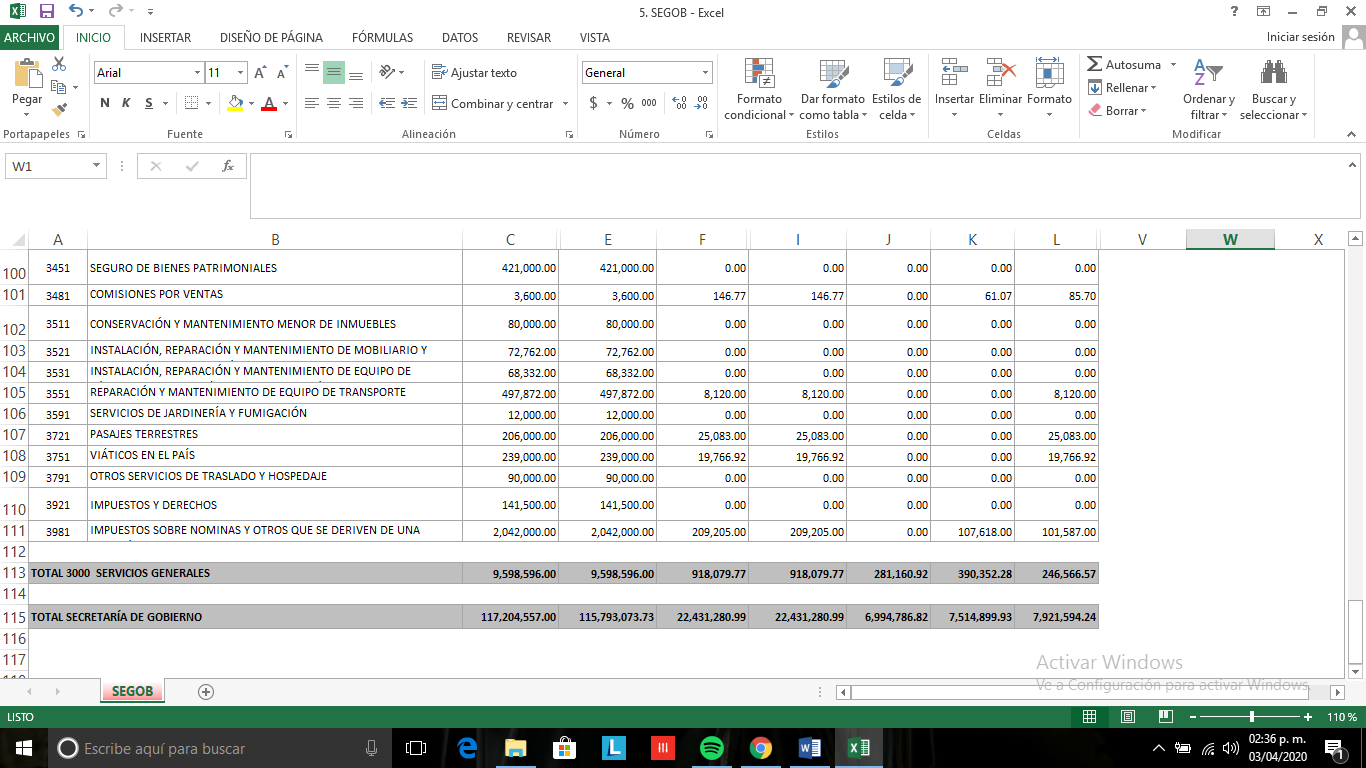 5. SEGOB - Excel
ARCHIVO INICIO INSERTAR DISEÑO DE PÁGINA FÓRMULAS DATOS REVISAR VISTA Iniciar sesión
Pegar
Portapapeles
Arial 11
N K S
Fuente
Ajustar texto
Combinar y centrar
Alineación
General
$ % 000
Número
Formato condicional
Dar formato como tabla
Estilos de celda
Estilos
Insertar Eliminar Formato
Celdas
Autosuma
Rellenar
Borrar
Ordenar y filtrar
Buscar y seleccionar
Modificar
W1 fx
A B C E F I J K L V W X
100 3451 SEGURO DE BIENES PATRIMONIALES 421,000.00 421,000.00 0.00 0.00 0.00 0.00 0.00
101 3481 COMISIONES POR VENTAS 3,600.00 3,600.00 146.77 146.77 0.00 61.07 85.70
102 3511 CONSERVACIÓN Y MANTENIMIENTO MENOR DE INMUEBLES 80,000.00 80,000.00 0.00 0.00 0.00 0.00 0.00
103 3521 INSTALACIÓN, REPARACIÓN Y MANTENIMIENTO DE MOBILIARIO Y 72,762.00 72,762.00 0.00 0.00 0.00 0.00 0.00
104 3531 INSTALACIÓN, REPARACIÓN Y MANTENIMIENTO DE EQUIPO DE 68,332.00 68,332.00 0.00 0.00 0.00 0.00 0.00
105 3551 REPARACIÓN Y MANTENIMIENTO DE EQUIPO DE TRANSPORTE 497,872.00 497,872.00 8,120.00 8,120.00 0.00 0.00 8,120.00
106 3591 SERVICIOS DE JARDINERÍA Y FUMIGACIÓN 12,000.00 12,000.00 0.00 0.00 0.00 0.00 0.00
107 3721 PASAJES TERRESTRES 206,000.00 206,000.00 25,083.00 25,083.00 0.00 0.00 25,083.00
108 3751 VIÁTICOS EN EL PAÍS 239,000.00 239,000.00 19,766.92 19,766.92 0.00 0.00 19,766.92
109 3791 OTROS SERVICIOS DE TRASLADO Y HOSPEDAJE 90,000.00 90,000.00 0.00 0.00 0.00 0.00 0.00
110 3921 IMPUESTOS Y DERECHOS 141,500.00 141,500.00 0.00 0.00 0.00 0.00 0.00
111 3981 IMPUESTOS SOBRE NOMINAS Y OTROS QUE SE DERIVEN DE UNA 2,042,000.00 2,042,000.00 209,205.00 209,205.00 0.00 107,618.00 101,587.00
112
113 TOTAL 3000 SERVICIOS GENERALES 9,598,596.00 9,598,596.00 918,079.77 918,079.77 281,160.92 390,352.28 246,566.57
114
115 TOTAL SECRETARÍA DE GOBIERNO 117,204,557.00 115,793,073.73 22,431,280.99 22,431,280.99 6,994,786.82 7,514,899.93 7,921,594.24
116
117
Activar Windows
Ve a Configuración para activar Windows.
SEGOB
LISTO 110 %
Escribe aquí para buscar
02:36 p. m.
03/04/2020